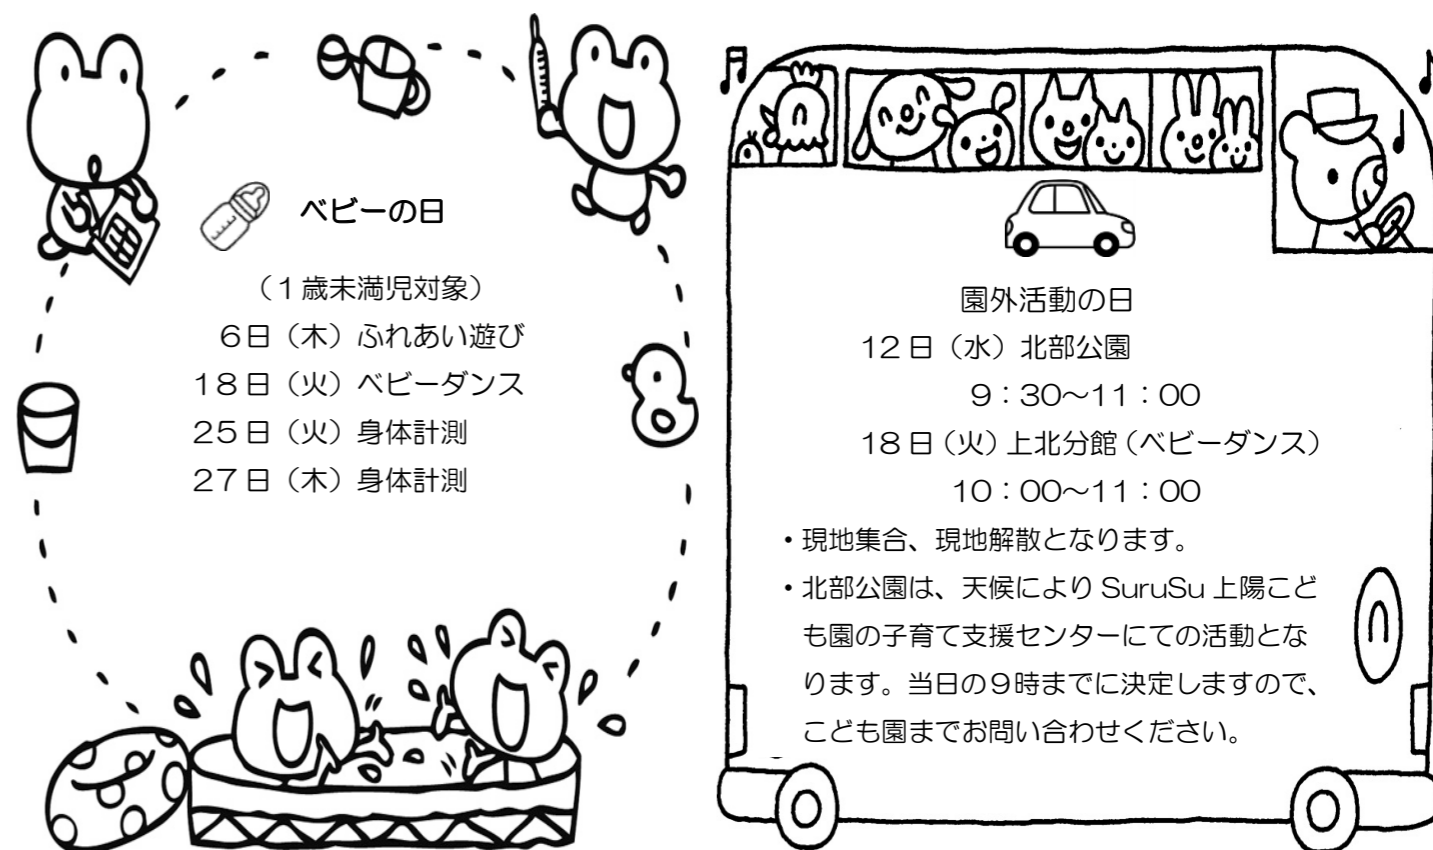 ベビーの日
（１歳未満児対象）
６日（木）ふれあい遊び
１８日（火）ベビーダンス
２５日（火）身体計測
２７日（木）身体計測
園外活動の日
１２日（水）北部公園
９：３０～１１：００
１８日（火）上北分館（ベビーダンス）
１０：００～１１：００
・現地集合、現地解散となります。
・北部公園は、天候により SuruSu 上陽こど
も園の子育て支援センターにての活動とな
ります。当日の９時までに決定しますので、
こども園までお問い合わせください。